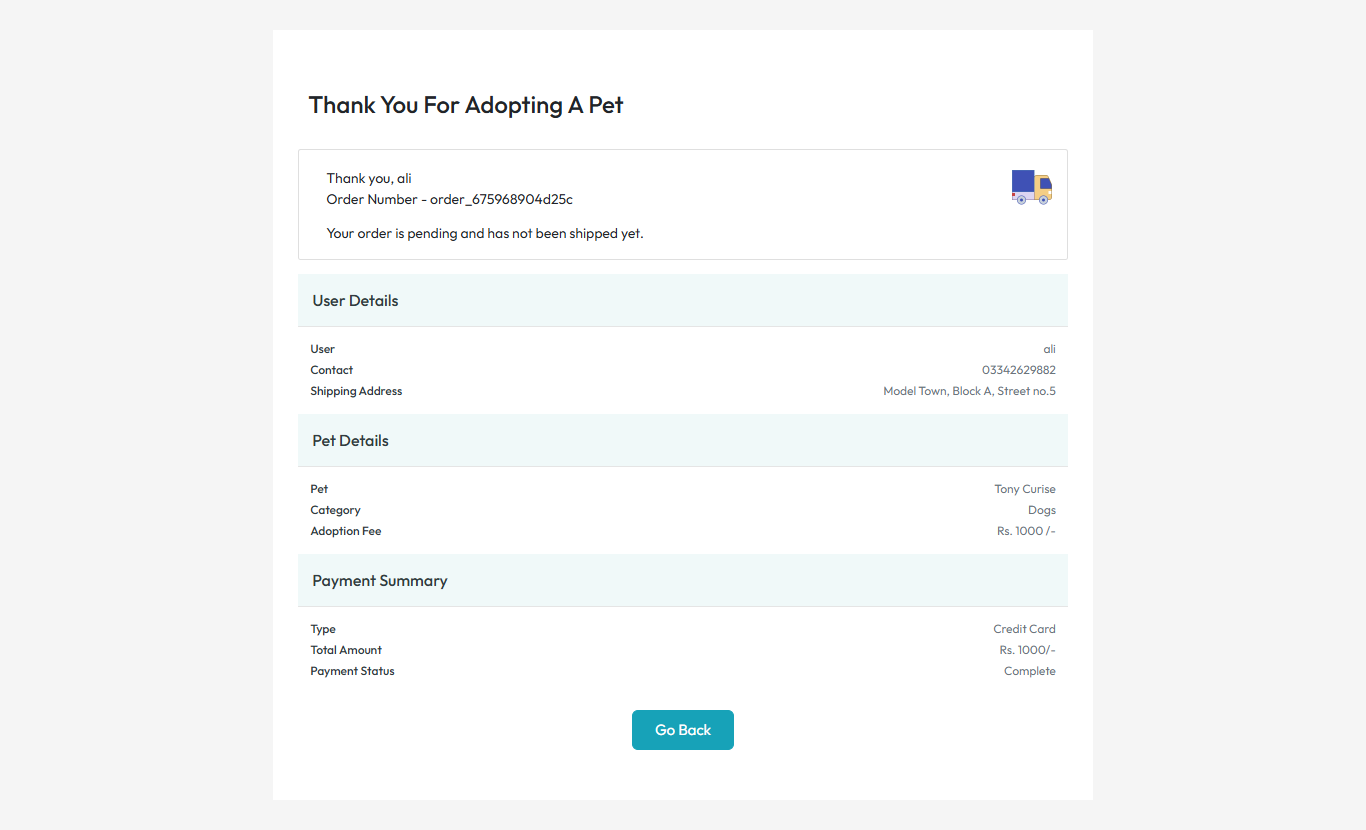 Thank You For Adopting A Pet
Thank you, ali
Order Number - order_675968904d25c
Your order is pending and has not been shipped yet.
User Details
User ali
Contact 03342629882
Shipping Address Model Town, Block A, Street no.5
Pet Details
Pet Tony Curise
Category Dogs
Adoption Fee Rs. 1000 /-
Payment Summary
Type Credit Card
Total Amount Rs. 1000/-
Payment Status Complete
Go Back